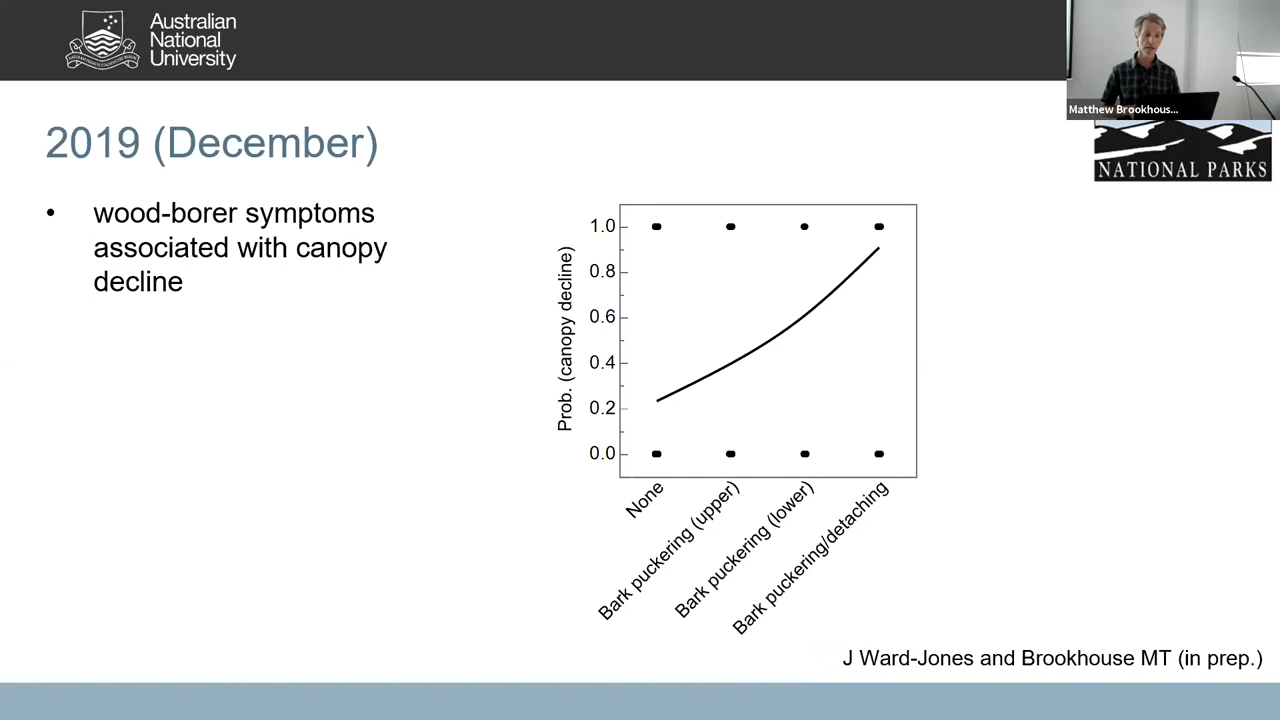 Australian
National
University
Matthew Brookhous...
NATIONAL PARKS
2019 (December)
• wood-borer symptoms
associated with canopy
decline
Prob. (canopy decline)
1.0
0.8
0.6
0.4
0.2
0.0
None
Bark puckering (upper)
Bark puckering (lower)
Bark puckering/detaching
J Ward-Jones and Brookhouse MT (in prep.)